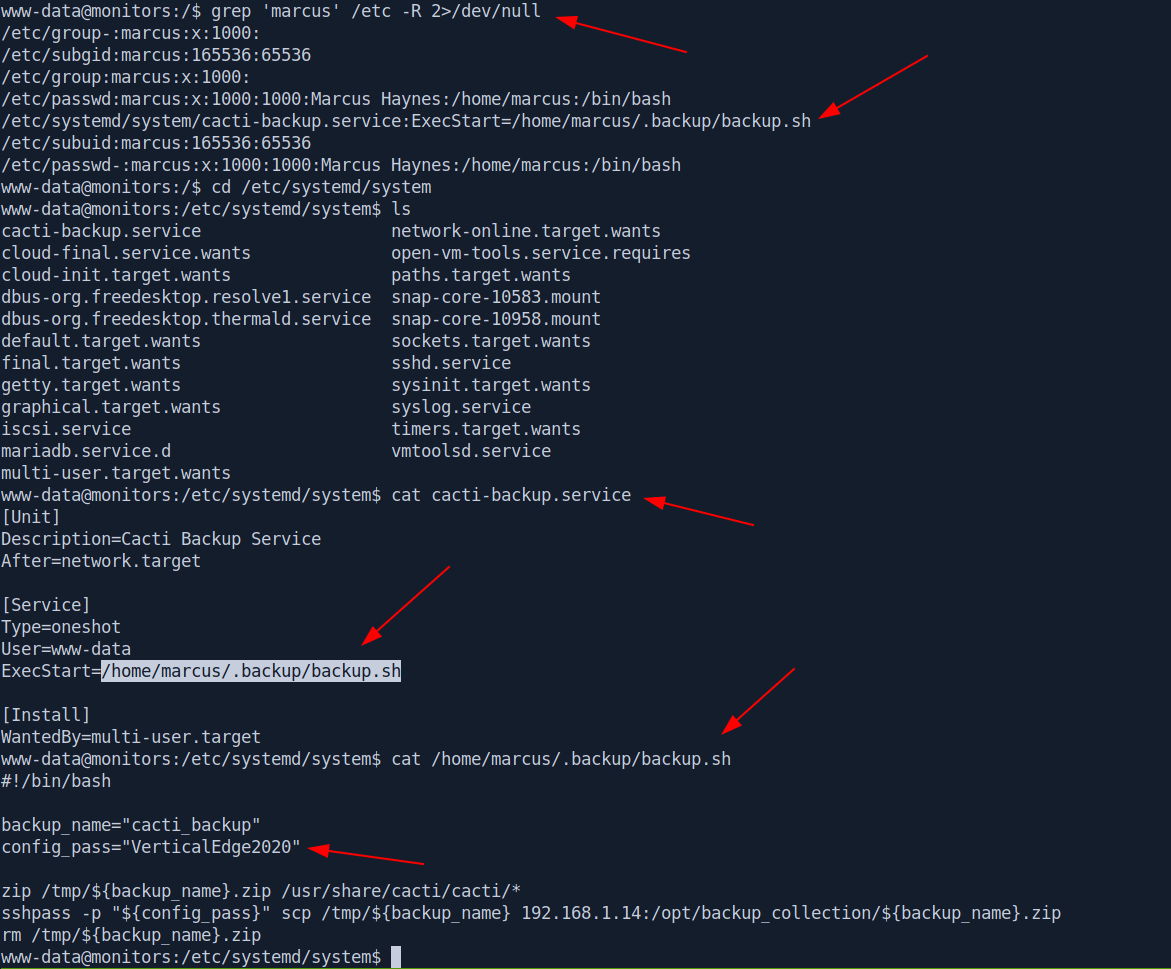 www-data@monitors:/$ grep 'marcus' /etc -R 2>/dev/null
/etc/group-:marcus:x:1000:
/etc/subgid:marcus:165536:65536
/etc/group:marcus:x:1000:
/etc/passwd:marcus:x:1000:1000:Marcus Haynes:/home/marcus:/bin/bash
/etc/systemd/system/cacti-backup.service:ExecStart=/home/marcus/.backup/backup.sh
/etc/subuid:marcus:165536:65536
/etc/passwd-:marcus:x:1000:1000:Marcus Haynes:/home/marcus:/bin/bash
www-data@monitors:/$ cd /etc/systemd/system
www-data@monitors:/etc/systemd/system$ ls
cacti-backup.service                   network-online.target.wants
cloud-final.service.wants              open-vm-tools.service.requires
cloud-init.target.wants                paths.target.wants
dbus-org.freedesktop.resolve1.service  snap-core-10583.mount
dbus-org.freedesktop.thermald.service  snap-core-10958.mount
default.target.wants                   sockets.target.wants
final.target.wants                     sshd.service
getty.target.wants                     sysinit.target.wants
graphical.target.wants                 syslog.service
iscsi.service                          timers.target.wants
mariadb.service.d                      vmtoolsd.service
multi-user.target.wants
www-data@monitors:/etc/systemd/system$ cat cacti-backup.service
[Unit]
Description=Cacti Backup Service
After=network.target
[Service]
Type=oneshot
User=www-data
ExecStart=/home/marcus/.backup/backup.sh
[Install]
WantedBy=multi-user.target
www-data@monitors:/etc/systemd/system$ cat /home/marcus/.backup/backup.sh
#!/bin/bash
backup_name="cacti_backup"
config_pass="VerticalEdge2020"
zip /tmp/${backup_name}.zip /usr/share/cacti/cacti/*
sshpass -p "${config_pass}" scp /tmp/${backup_name} 192.168.1.14:/opt/backup_collection/${backup_name}.zip
rm /tmp/${backup_name}.zip
www-data@monitors:/etc/systemd/system$